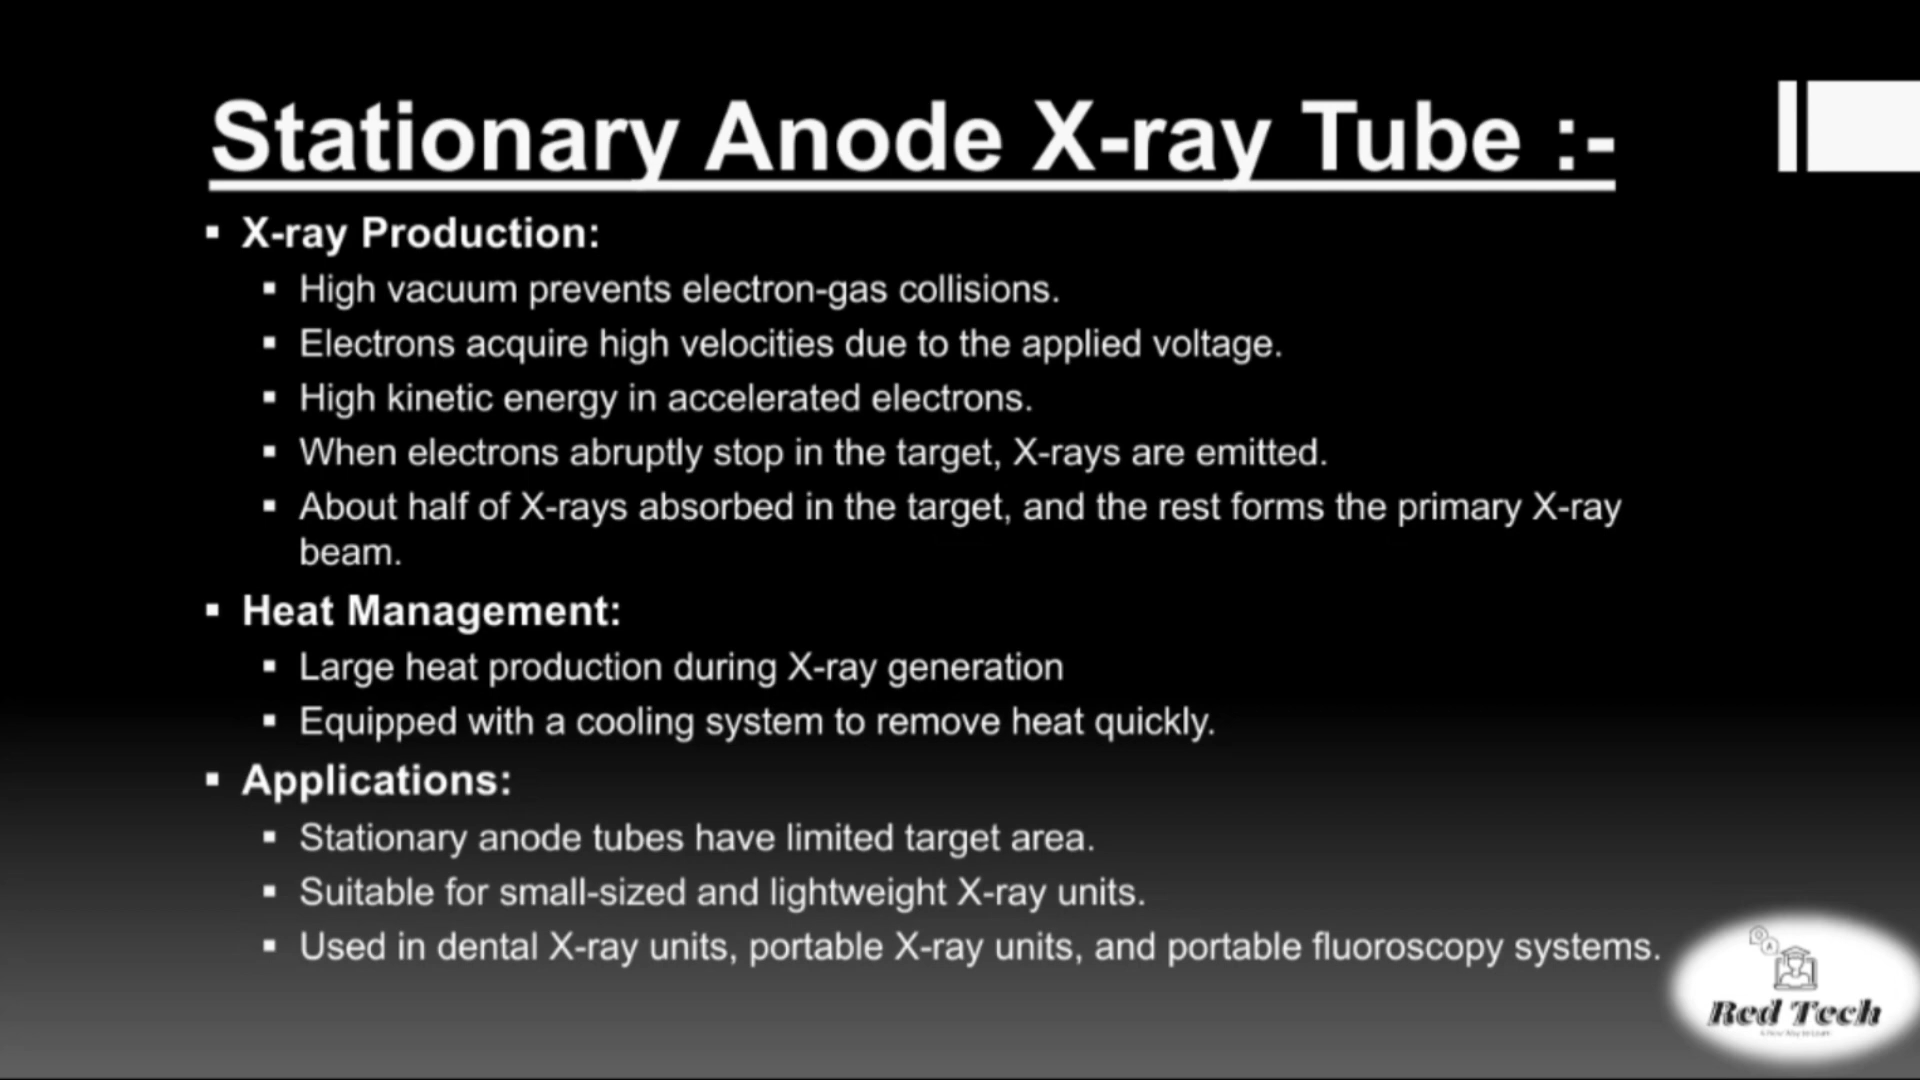 Stationary Anode X-ray Tube :-
▪ X-ray Production:
▪ High vacuum prevents electron-gas collisions.
▪ Electrons acquire high velocities due to the applied voltage.
▪ High kinetic energy in accelerated electrons.
▪ When electrons abruptly stop in the target, X-rays are emitted.
▪ About half of X-rays absorbed in the target, and the rest forms the primary X-ray
beam.
▪ Heat Management:
▪ Large heat production during X-ray generation
▪ Equipped with a cooling system to remove heat quickly.
▪ Applications:
▪ Stationary anode tubes have limited target area.
▪ Suitable for small-sized and lightweight X-ray units.
▪ Used in dental X-ray units, portable X-ray units, and portable fluoroscopy systems.
Red Tech